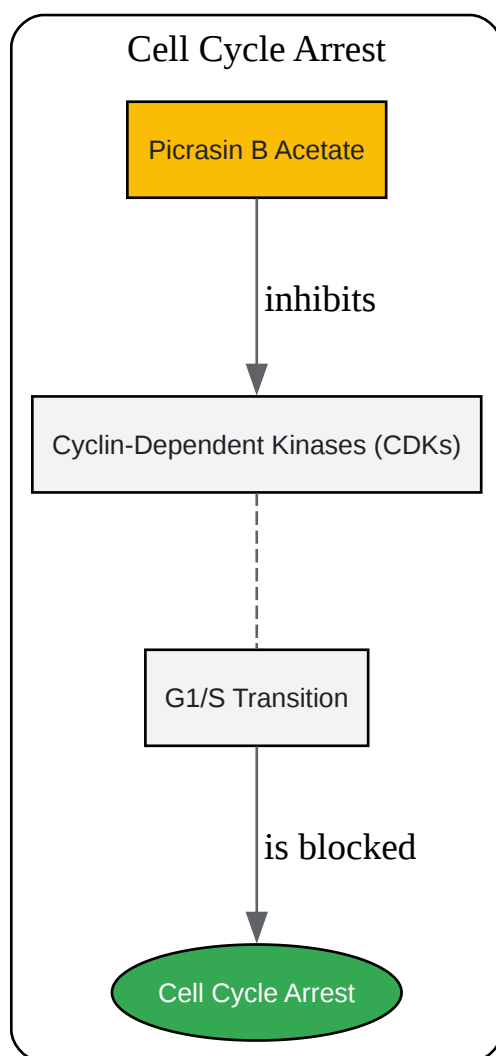 Cell Cycle Arrest
Picrasin B Acetate
inhibits
Cyclin-Dependent Kinases (CDKs)
G1/S Transition
is blocked
Cell Cycle Arrest